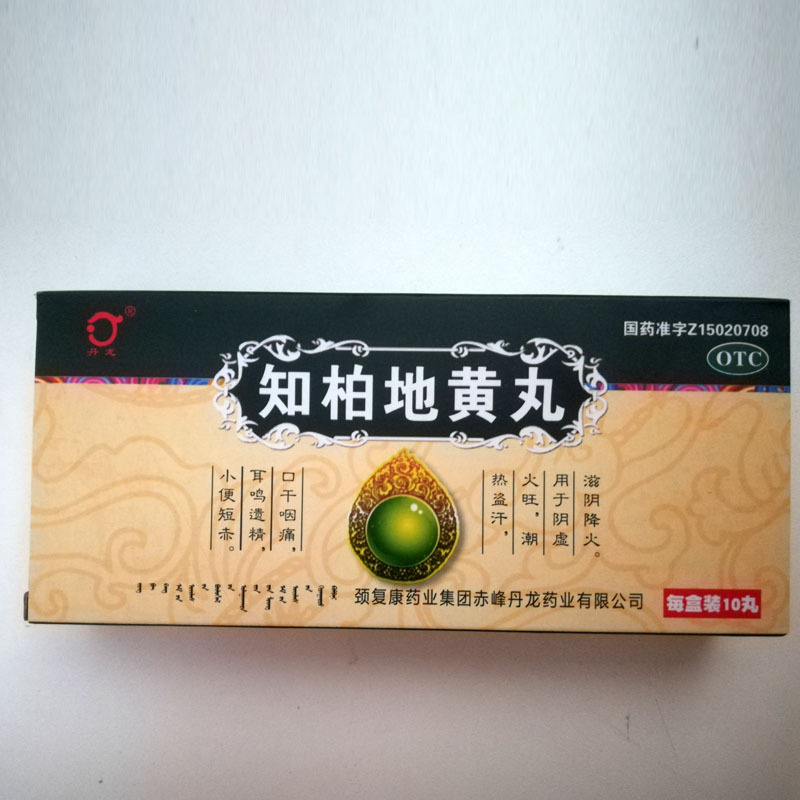 丹龙
®
国药准字Z15020708
OTC
知柏地黄丸
滋阴降火。
用于阴虚
火旺，潮
热盗汗，
口干咽痛，
耳鸣遗精，
小便短赤。
颈复康药业集团赤峰丹龙药业有限公司
每盒装10丸